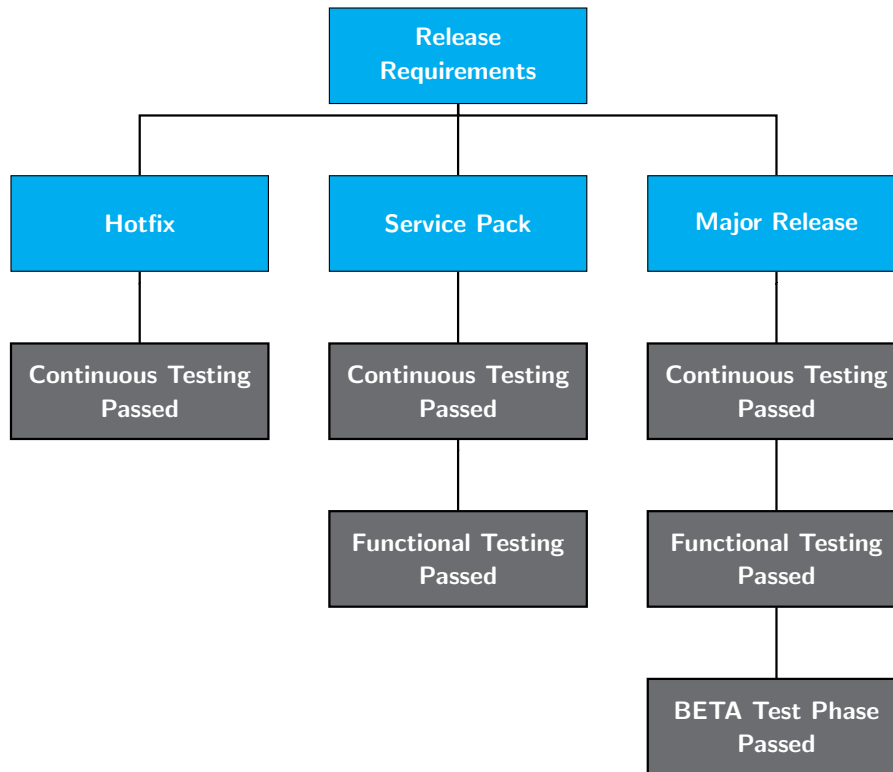 Release
Requirements
Hotfix
Service Pack
Major Release
Continuous Testing
Passed
Continuous Testing
Passed
Continuous Testing
Passed
Functional Testing
Passed
Functional Testing
Passed
BETA Test Phase
Passed